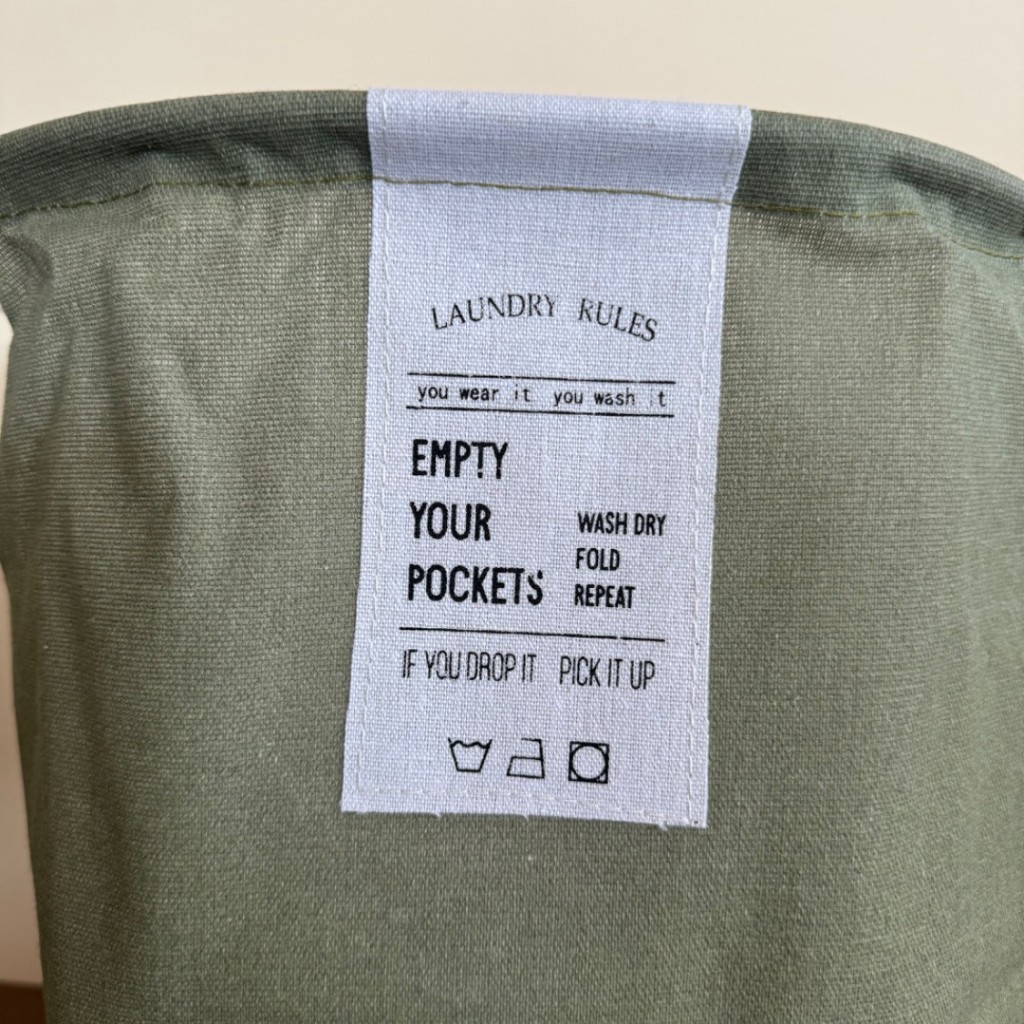 LAUNDRY RULES
you wear it you wash it
EMPTY
YOUR
POCKETS
WASH DRY
FOLD
REPEAT
IF YOU DROP IT PICK IT UP